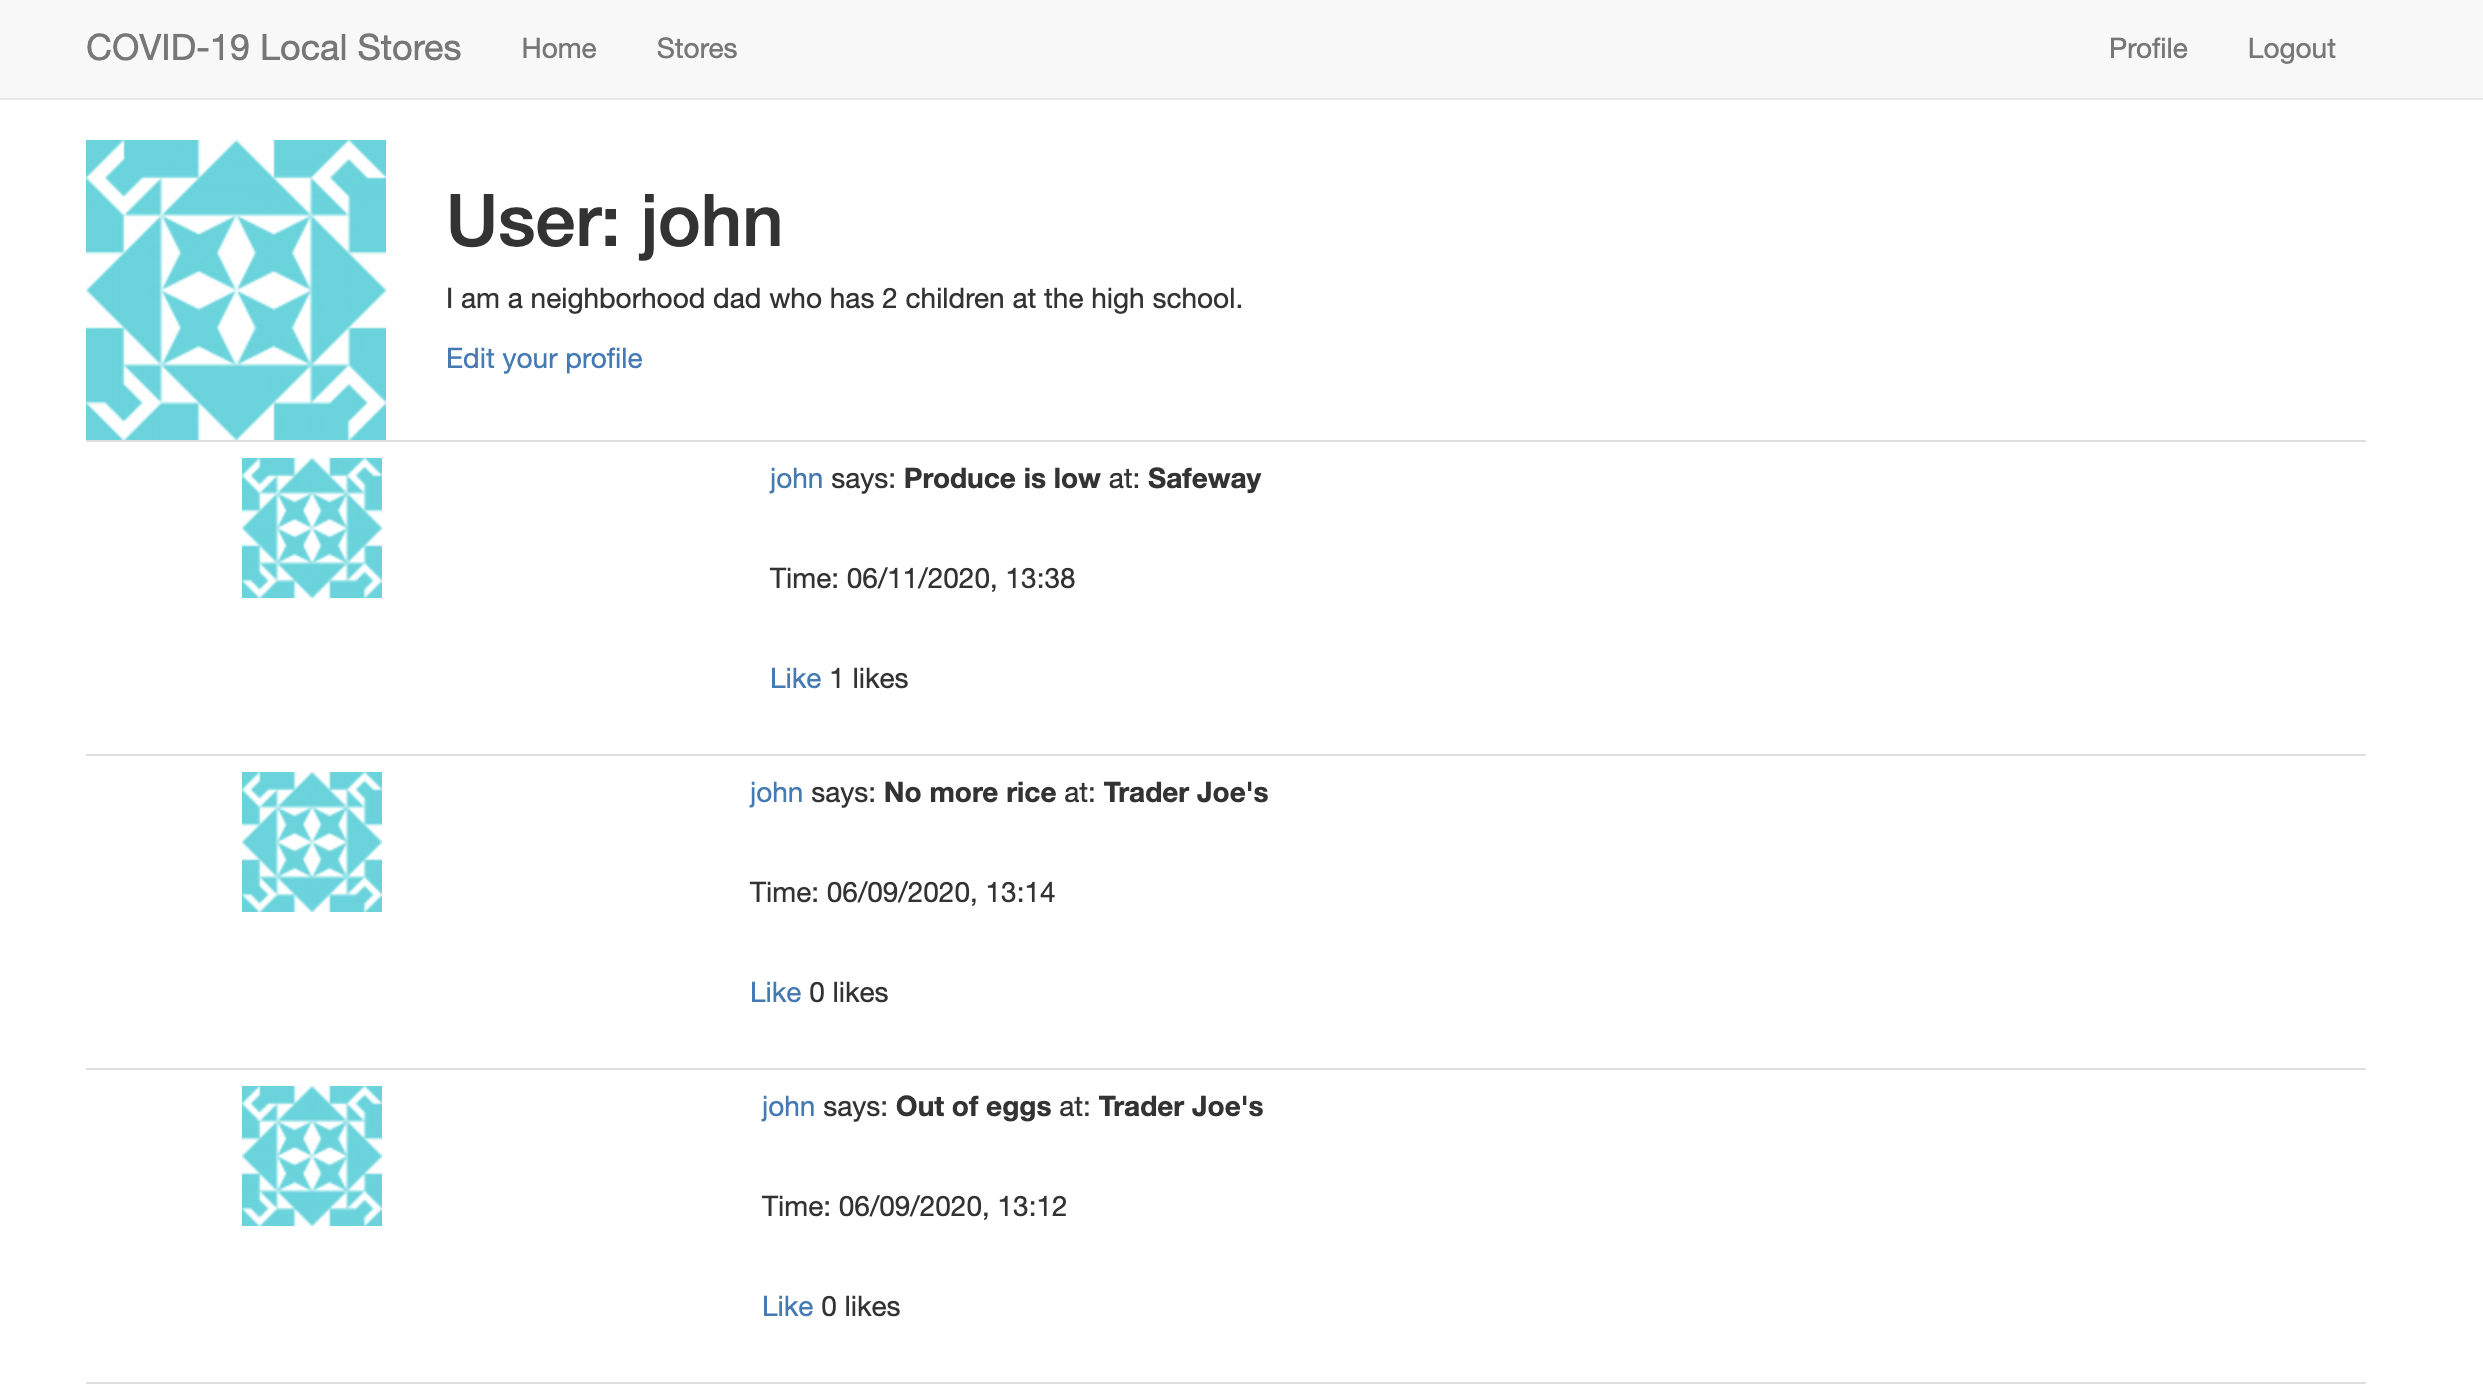 COVID-19 Local Stores Home Stores Profile Logout
User: john
I am a neighborhood dad who has 2 children at the high school.
Edit your profile
john says: Produce is low at: Safeway
Time: 06/11/2020, 13:38
Like 1 likes
john says: No more rice at: Trader Joe's
Time: 06/09/2020, 13:14
Like 0 likes
john says: Out of eggs at: Trader Joe's
Time: 06/09/2020, 13:12
Like 0 likes